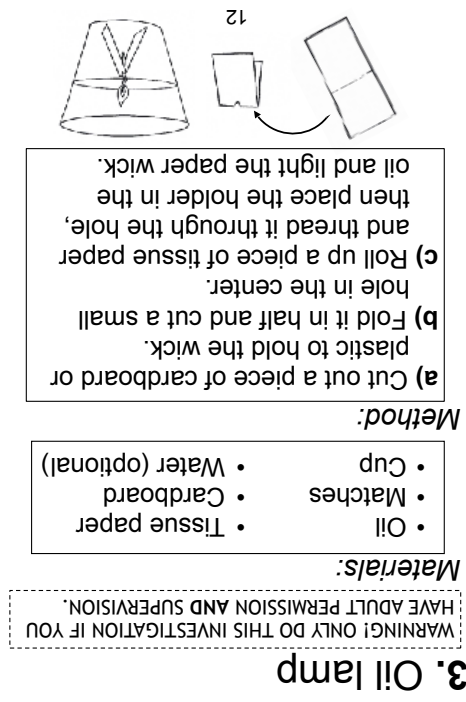 3. Oil lamp
WARNING! ONLY DO THIS INVESTIGATION IF YOU
HAVE ADULT PERMISSION AND SUPERVISION.
Materials:
• Oil
• Matches
• Cup
• Tissue paper
• Cardboard
• Water (optional)
Method:
a) Cut out a piece of cardboard or
plastic to hold the wick.
b) Fold it in half and cut a small
hole in the center.
c) Roll up a piece of tissue paper
and thread it through the hole,
then place the holder in the
oil and light the paper wick.
12